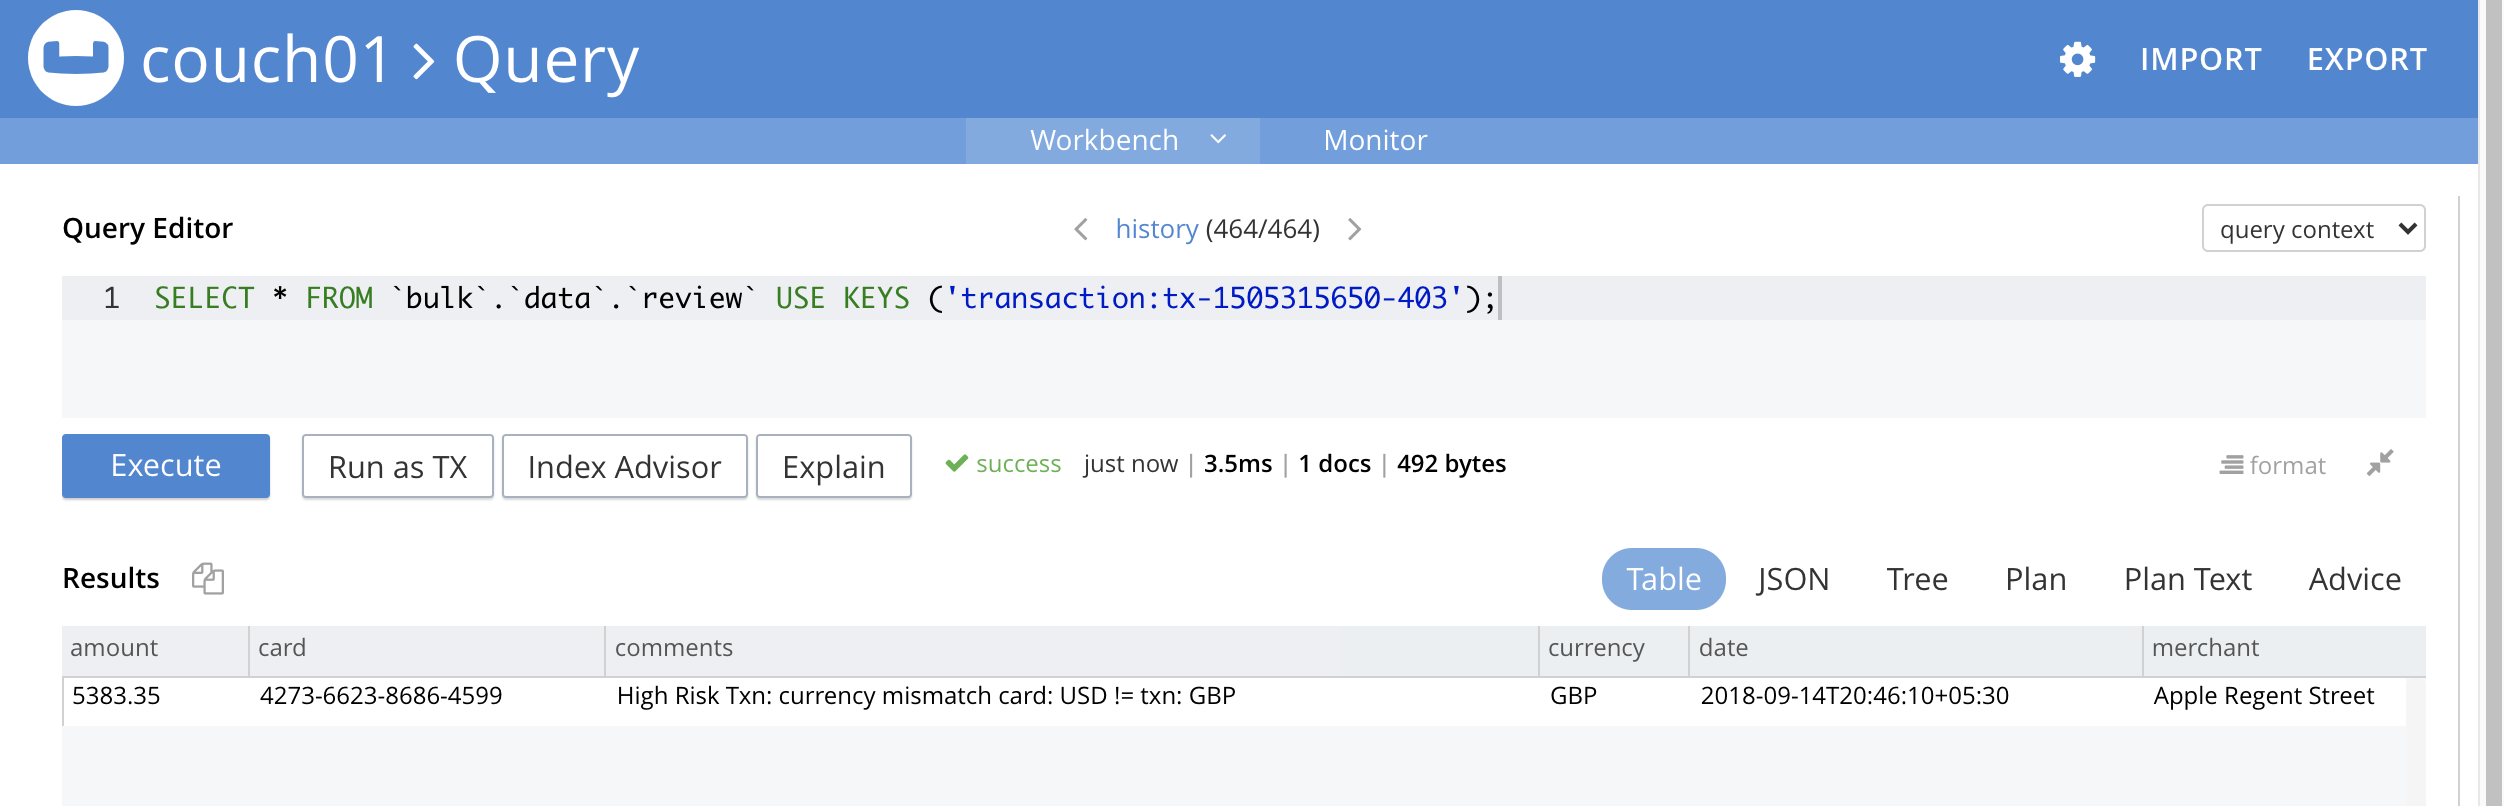 couch01 > Query
IMPORT EXPORT
Workbench Monitor
Query Editor
history (464/464)
query context
1 SELECT * FROM `bulk`.`data`.`review` USE KEYS ('transaction:tx-1505315650-403');
Execute Run as TX Index Advisor Explain success just now | 3.5ms | 1 docs | 492 bytes format
Results Table JSON Tree Plan Plan Text Advice
amount card comments currency date merchant
5383.35 4273-6623-8686-4599 High Risk Txn: currency mismatch card: USD != txn: GBP GBP 2018-09-14T20:46:10+05:30 Apple Regent Street